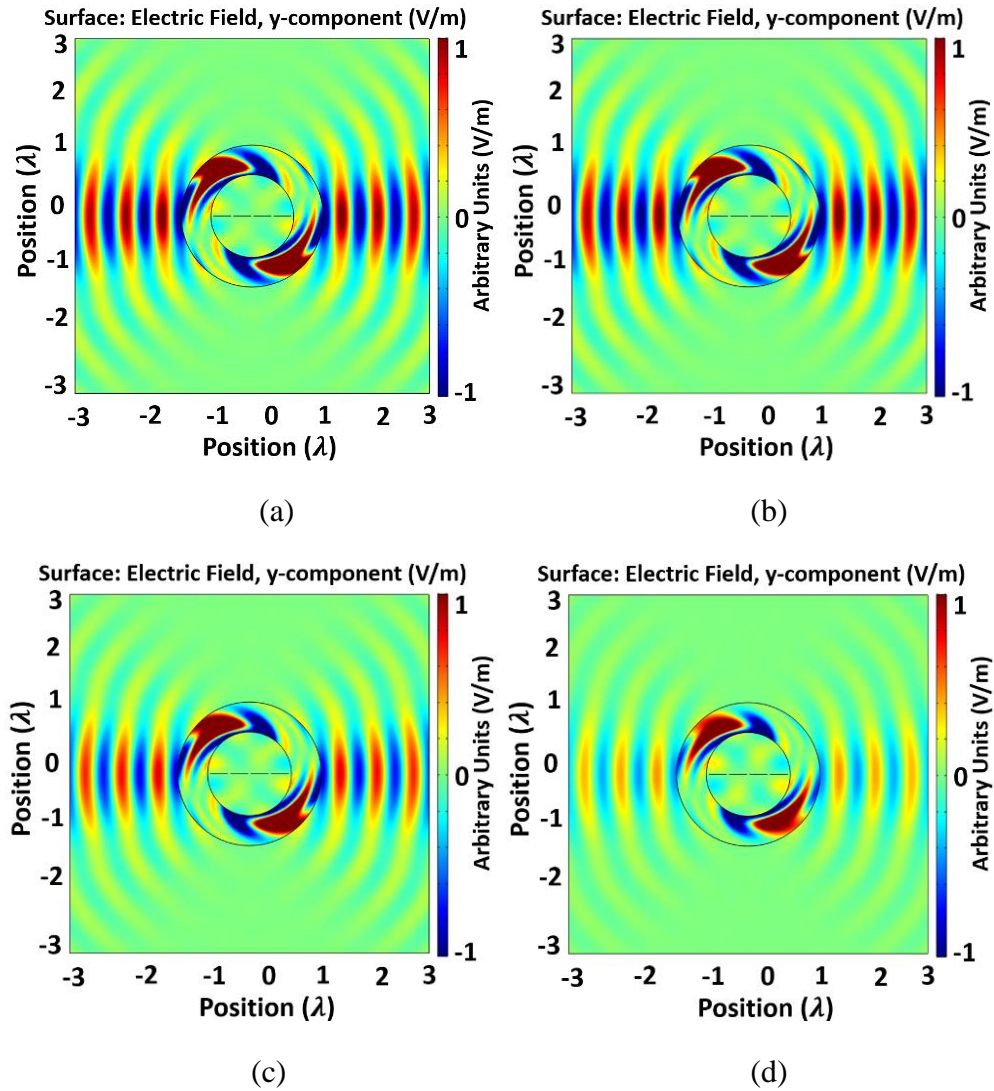 Surface: Electric Field, y-component (V/m)
3
2
1
0
-1
-2
-3
Position (λ)
-3 -2 -1 0 1 2 3
Position (λ)
1
0
-1
Arbitrary Units (V/m)
(a)
Surface: Electric Field, y-component (V/m)
3
2
1
0
-1
-2
-3
Position (λ)
-3 -2 -1 0 1 2 3
Position (λ)
1
0
-1
Arbitrary Units (V/m)
(b)
Surface: Electric Field, y-component (V/m)
3
2
1
0
-1
-2
-3
Position (λ)
-3 -2 -1 0 1 2 3
Position (λ)
1
0
-1
Arbitrary Units (V/m)
(c)
Surface: Electric Field, y-component (V/m)
3
2
1
0
-1
-2
-3
Position (λ)
-3 -2 -1 0 1 2 3
Position (λ)
1
0
-1
Arbitrary Units (V/m)
(d)